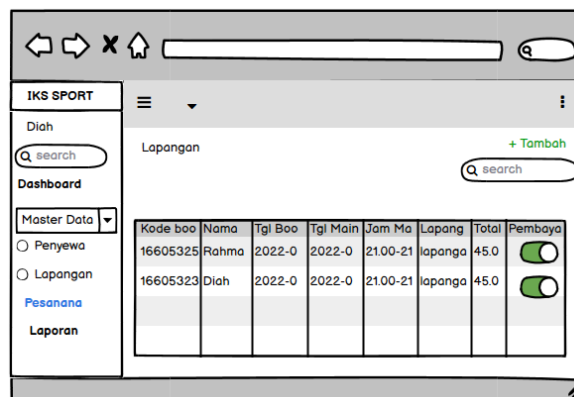 IKS SPORT
Diah
search
Dashboard
Master Data
Penyewa
Lapangan
Pesanana
Laporan
Lapangan
+ Tambah
search
Kode boo Nama Tgl Boo Tgl Main Jam Ma Lapang Total Pembaya
16605325 Rahma 2022-0 2022-0 21.00-21 lapanga 45.0
16605323 Diah 2022-0 2022-0 21.00-21 lapanga 45.0